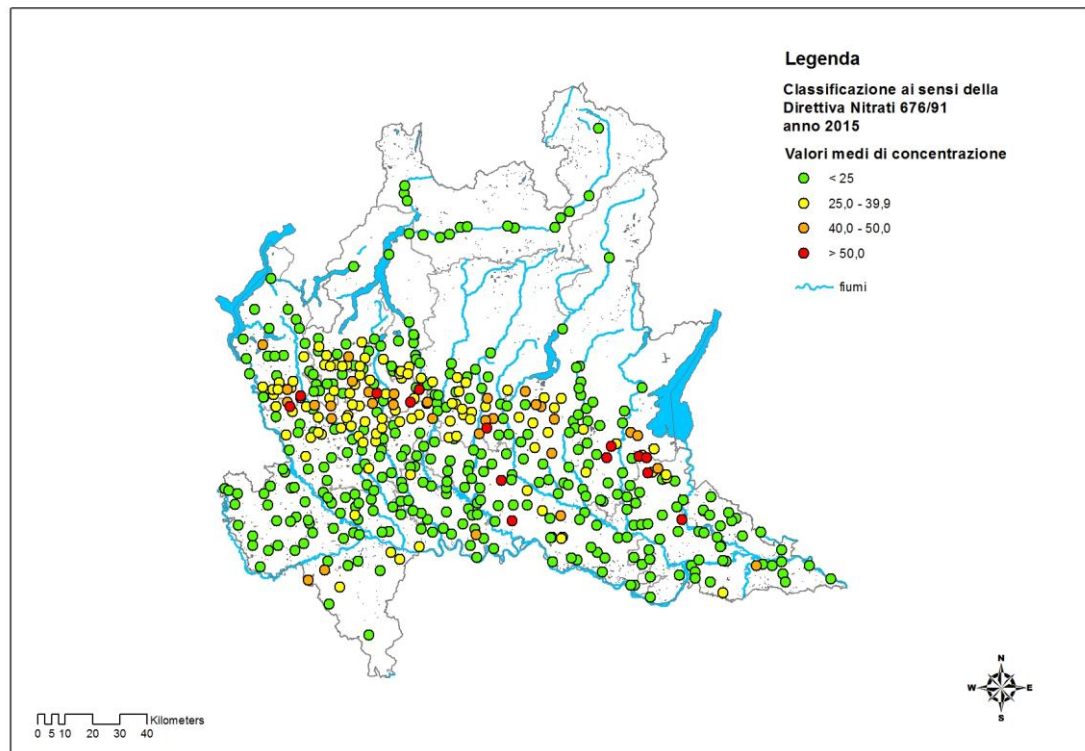 Legenda
Classificazione ai sensi della
Direttiva Nitrati 676/91
anno 2015
Valori medi di concentrazione
< 25
25,0 - 39,9
40,0 - 50,0
> 50,0
fiumi
N
W E
S
Kilometers
0 5 10 20 30 40